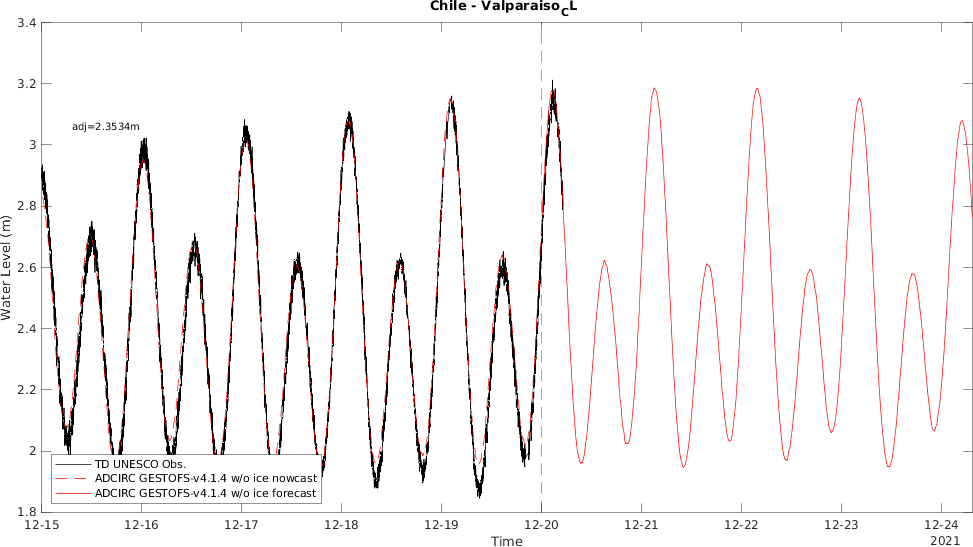 Chile - Valparaiso_CL
3.4
3.2
3
2.8
2.6
2.4
2.2
2
1.8
Water Level (m)
adj=2.3534m
TD UNESCO Obs.
ADCIRC GESTOFS-v4.1.4 w/o ice nowcast
ADCIRC GESTOFS-v4.1.4 w/o ice forecast
12-15 12-16 12-17 12-18 12-19 12-20 12-21 12-22 12-23 12-24
Time 2021